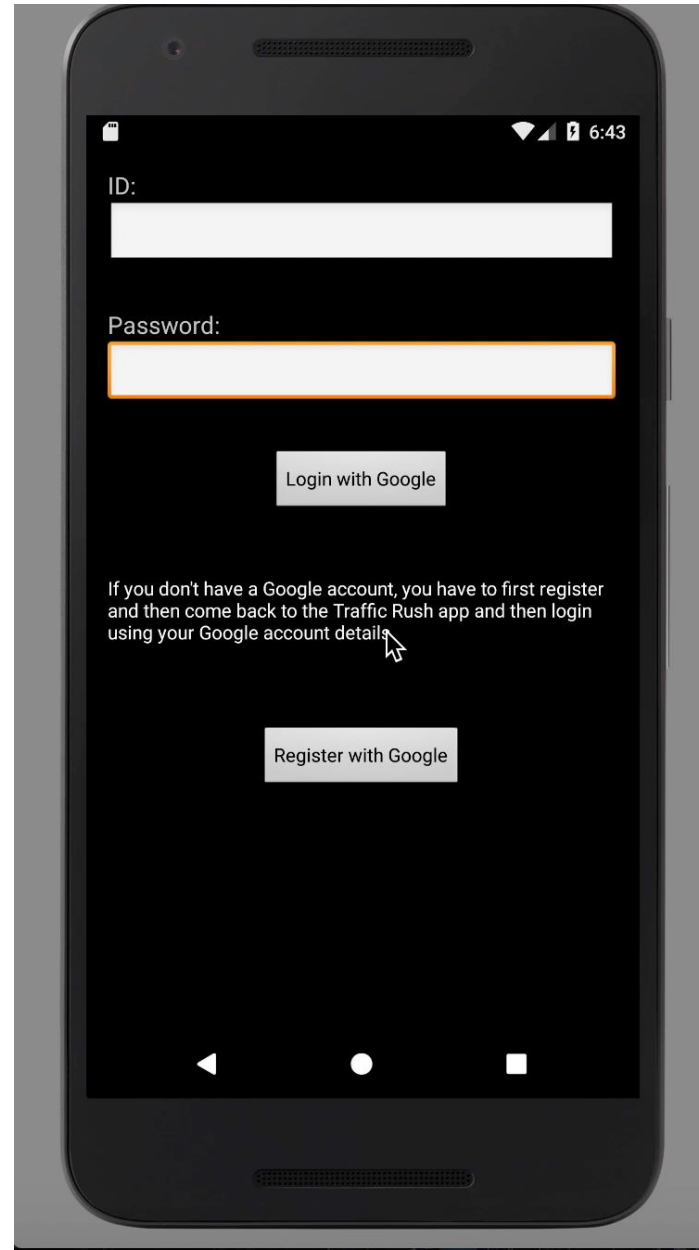 6:43
ID:
Password:
Login with Google
If you don't have a Google account, you have to first register
and then come back to the Traffic Rush app and then login
using your Google account details
Register with Google